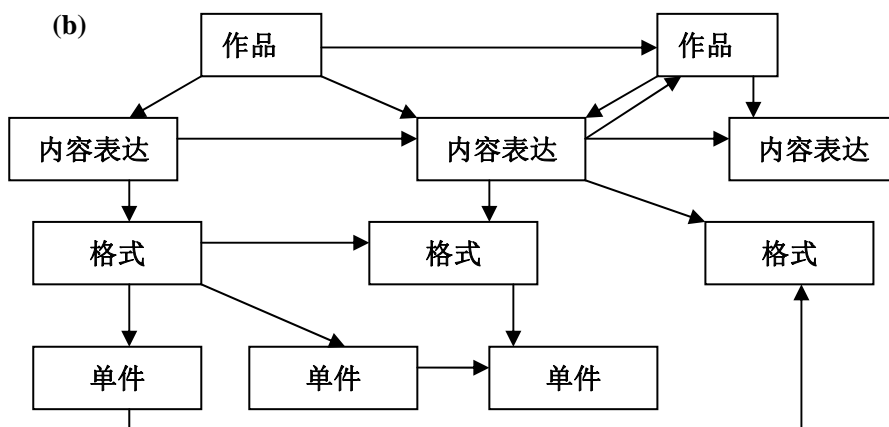 (b)
作品 作品
内容表达 内容表达 内容表达
格式 格式 格式
单件 单件 单件